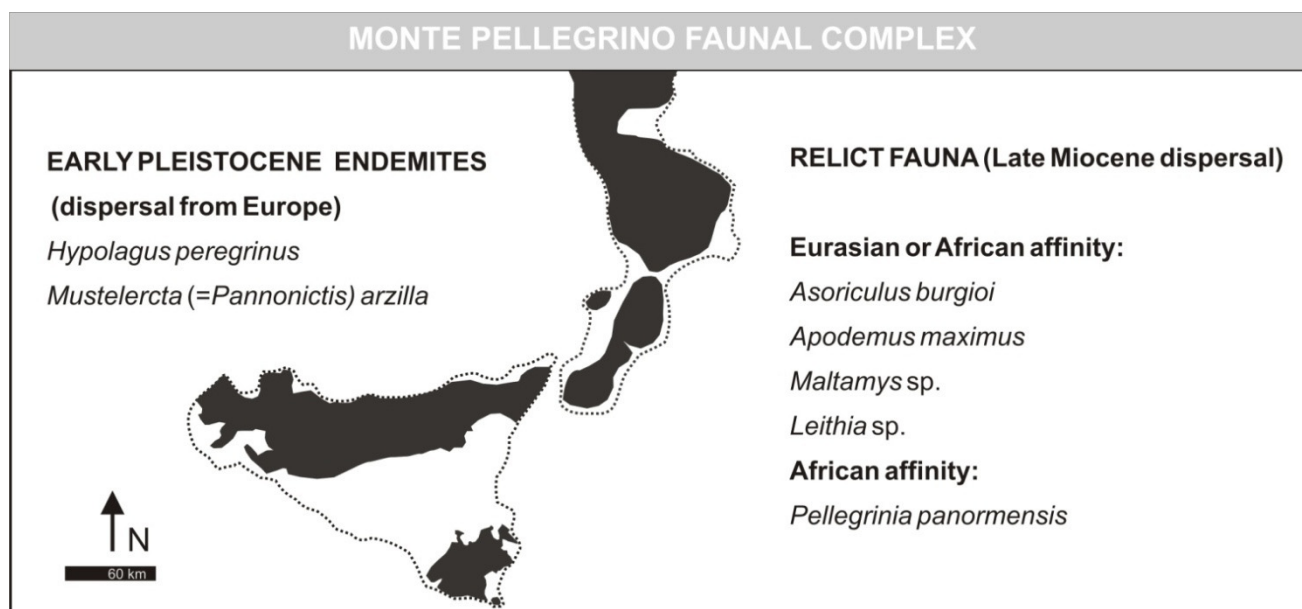 MONTE PELLEGRINO FAUNAL COMPLEX
EARLY PLEISTOCENE ENDEMITES
(dispersal from Europe)
Hypolagus peregrinus
Mustelercta (=Pannonictis) arzilla
RELICT FAUNA (Late Miocene dispersal)
Eurasian or African affinity:
Asoriculus burgioi
Apodemus maximus
Maltamys sp.
Leithia sp.
African affinity:
Pellegrinia panormensis
N
60 km